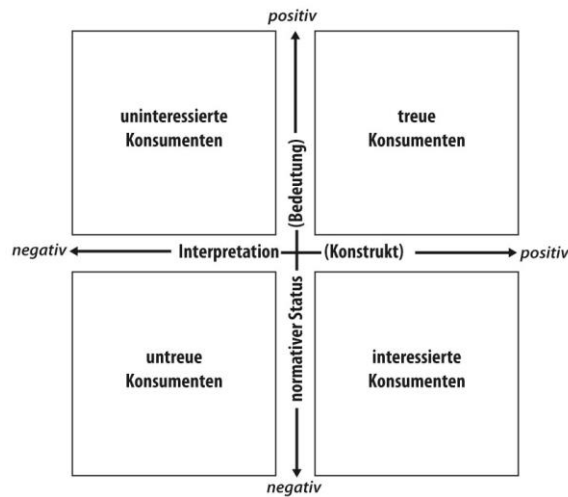 positiv
uninteressierte
Konsumenten
treue
Konsumenten
(Bedeutung)
negativ
Interpretation
(Konstrukt)
positiv
normativer Status
untreue
Konsumenten
interessierte
Konsumenten
negativ